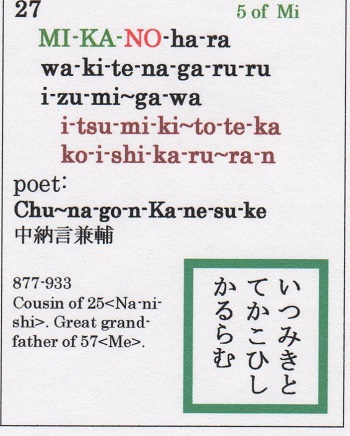 27
5 of Mi
MI-KA-NO-ha-ra
wa-ki-te-na-ga-ru-ru
i-zu-mi~ga-wa
i-tsu-mi-ki~to-te-ka
ko-i-shi-ka-ru~ra-n
poet:
Chu~na-go-n-Ka-ne-su-ke
中納言兼輔
877-933
Cousin of 25<Na-ni-
shi>. Great grand-
father of 57<Me>.
いつみきと
てかこひし
かるらむ